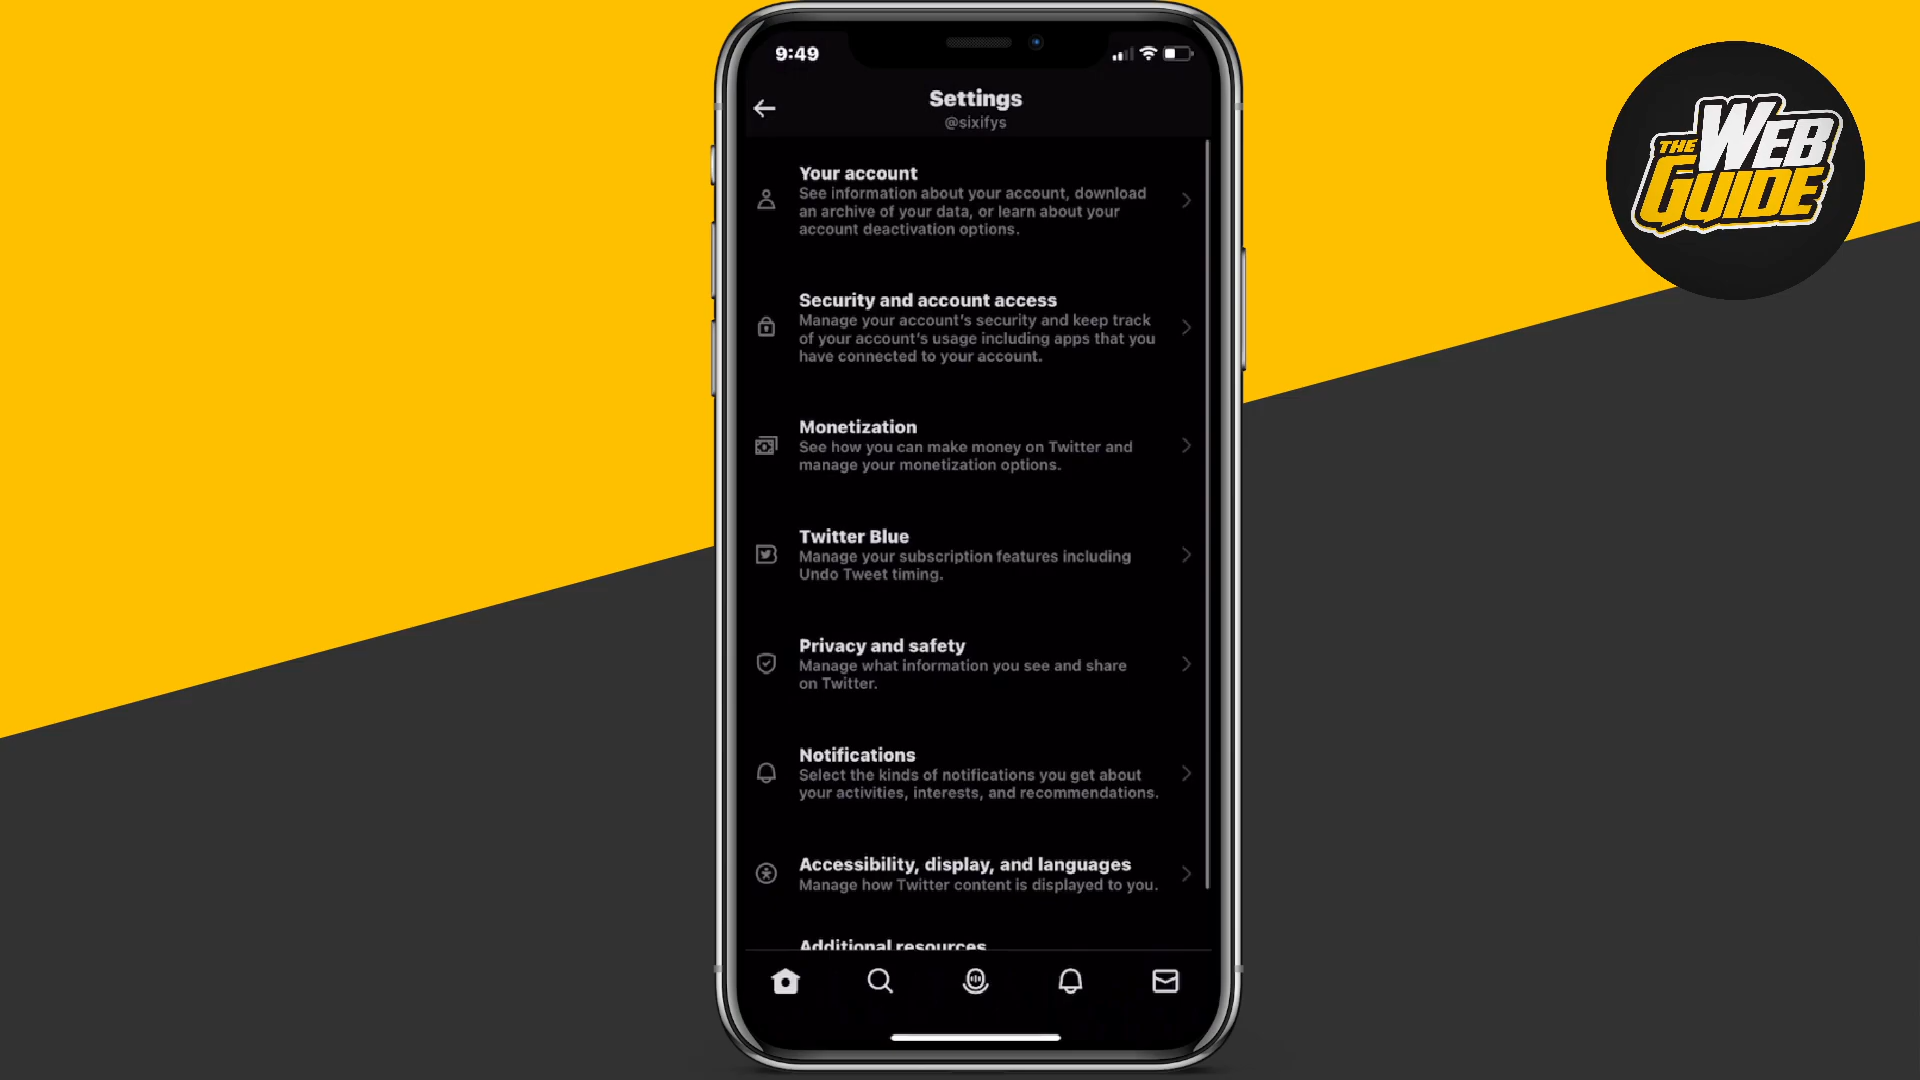 9:49
Settings
@sixifys
Your account
See information about your account, download
an archive of your data, or learn about your
account deactivation options.
Security and account access
Manage your account's security and keep track
of your account's usage including apps that you
have connected to your account.
Monetization
See how you can make money on Twitter and
manage your monetization options.
Twitter Blue
Manage your subscription features including
Undo Tweet timing.
Privacy and safety
Manage what information you see and share
on Twitter.
Notifications
Select the kinds of notifications you get about
your activities, interests, and recommendations.
Accessibility, display, and languages
Manage how Twitter content is displayed to you.
Additional resources
THE WEB
GUIDE